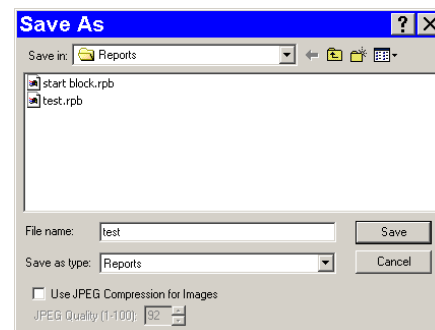 Save As
Save in: Reports
start block.rpb
test.rpb
File name: test Save
Save as type: Reports Cancel
Use JPEG Compression for Images
JPEG Quality (1-100): 92